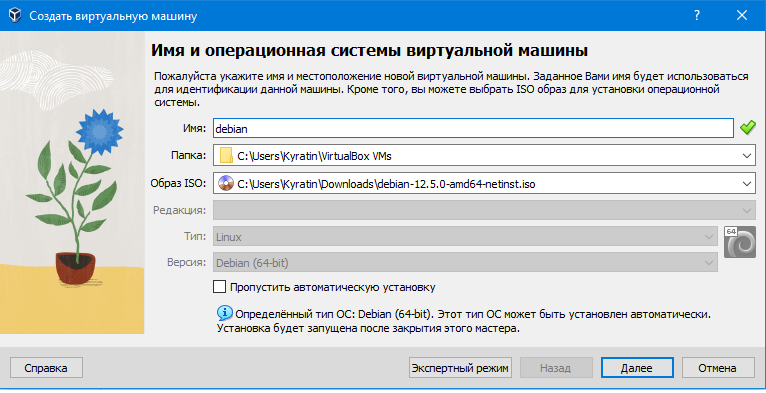 Создать виртуальную машину
?
Имя и операционная системы виртуальной машины
Пожалуйста укажите имя и местоположение новой виртуальной машины. Заданное Вами имя будет использоваться
для идентификации данной машины. Кроме того, вы можете выбрать ISO образ для установки операционной
системы.
Имя: debian
Папка: C:\Users\Kyratin\VirtualBox VMs
Образ ISO: C:\Users\Kyratin\Downloads\debian-12.5.0-amd64-netinst.iso
Редакция:
Тип: Linux
64
Версия: Debian (64-bit)
Пропустить автоматическую установку
Определённый тип ОС: Debian (64-bit). Этот тип ОС может быть установлен автоматически.
Установка будет запущена после закрытия этого мастера.
Справка Экспертный режим Назад Далее Отмена